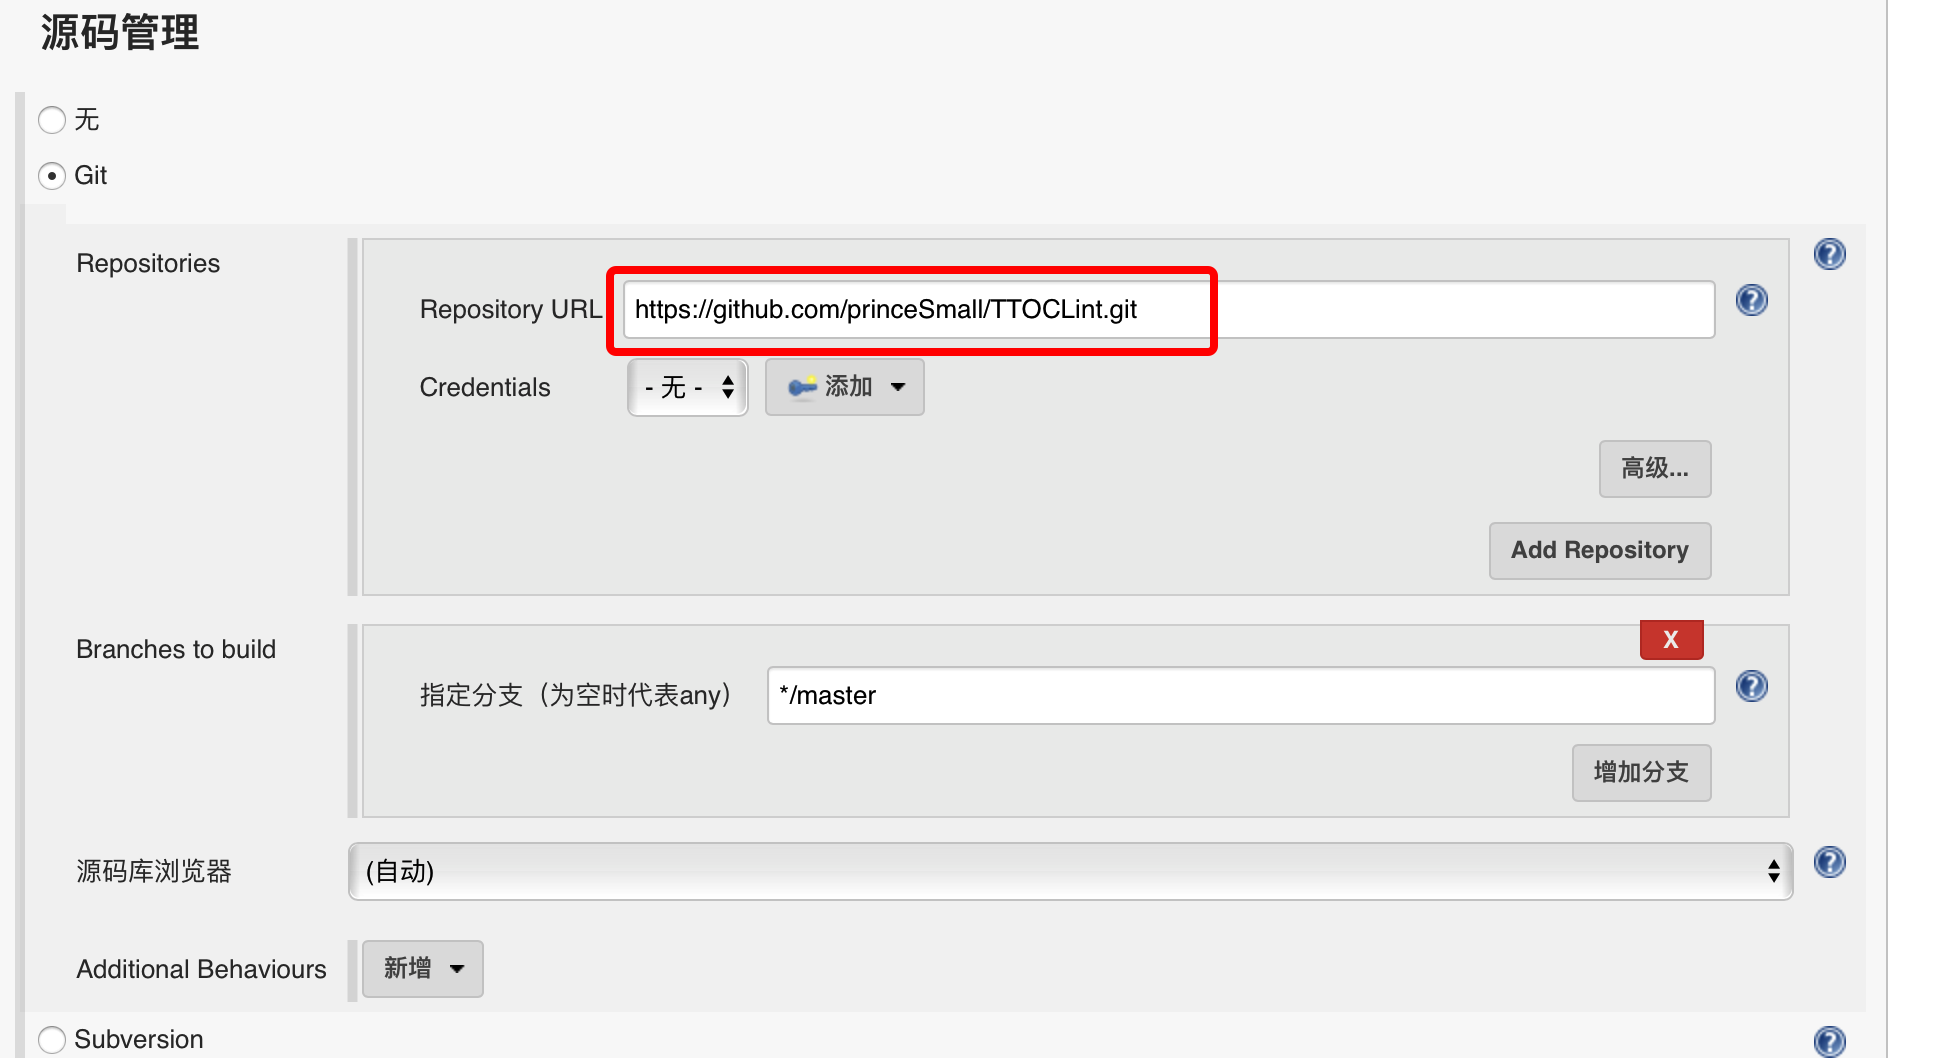 源码管理
无
Git
Repositories
Repository URL https://github.com/princeSmall/TTOCLint.git
Credentials - 无 - 添加
高级...
Add Repository
Branches to build
X
指定分支（为空时代表any） */master
增加分支
源码库浏览器 (自动)
Additional Behaviours 新增
Subversion